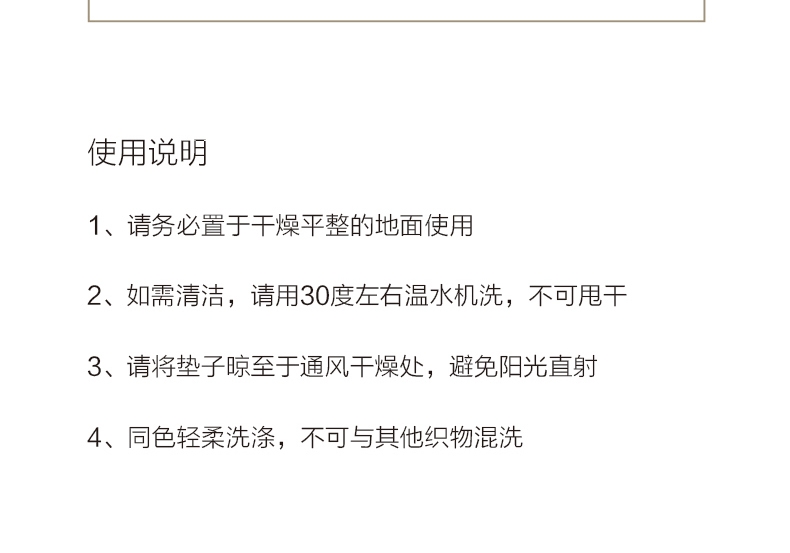 使用说明
1、请务必置于干燥平整的地面使用
2、如需清洁，请用30度左右温水机洗，不可甩干
3、请将垫子晾至于通风干燥处，避免阳光直射
4、同色轻柔洗涤，不可与其他织物混洗